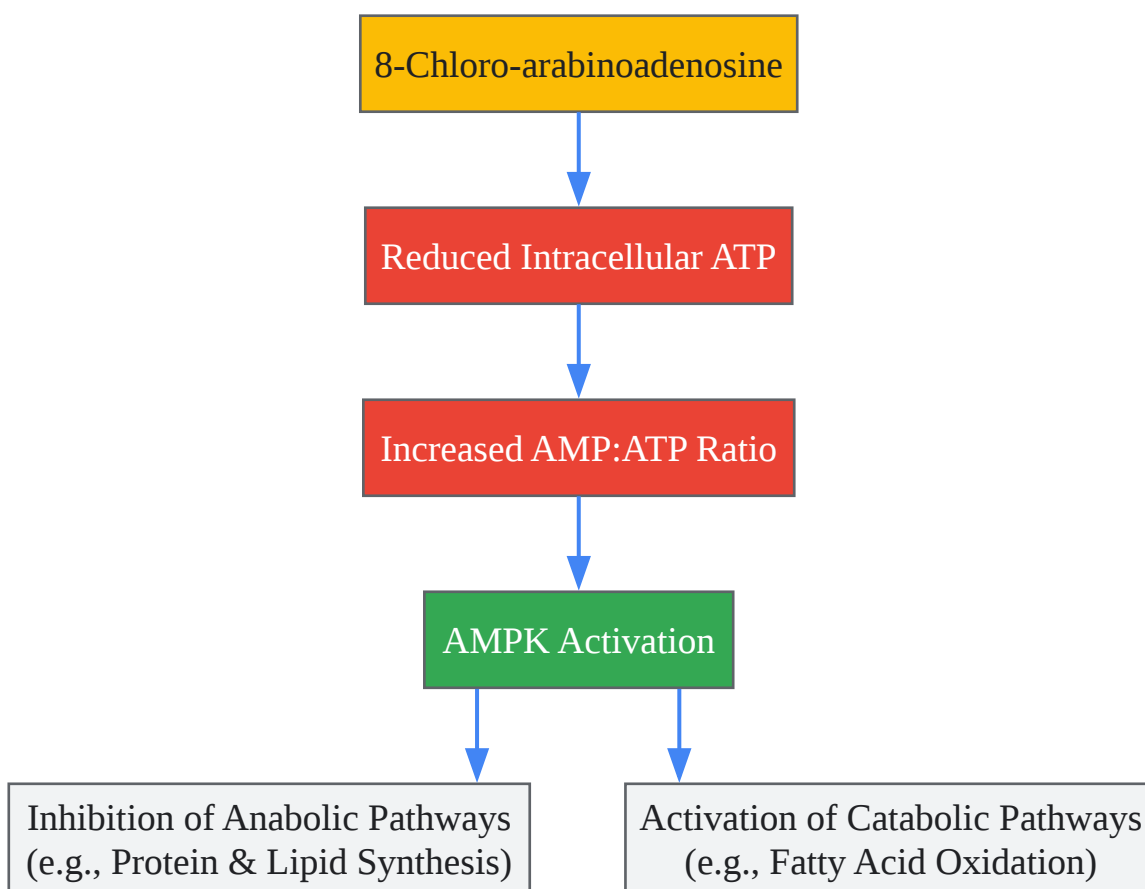 8-Chloro-arabinoadenosine
Reduced Intracellular ATP
Increased AMP:ATP Ratio
AMPK Activation
Inhibition of Anabolic Pathways
(e.g., Protein & Lipid Synthesis)
Activation of Catabolic Pathways
(e.g., Fatty Acid Oxidation)